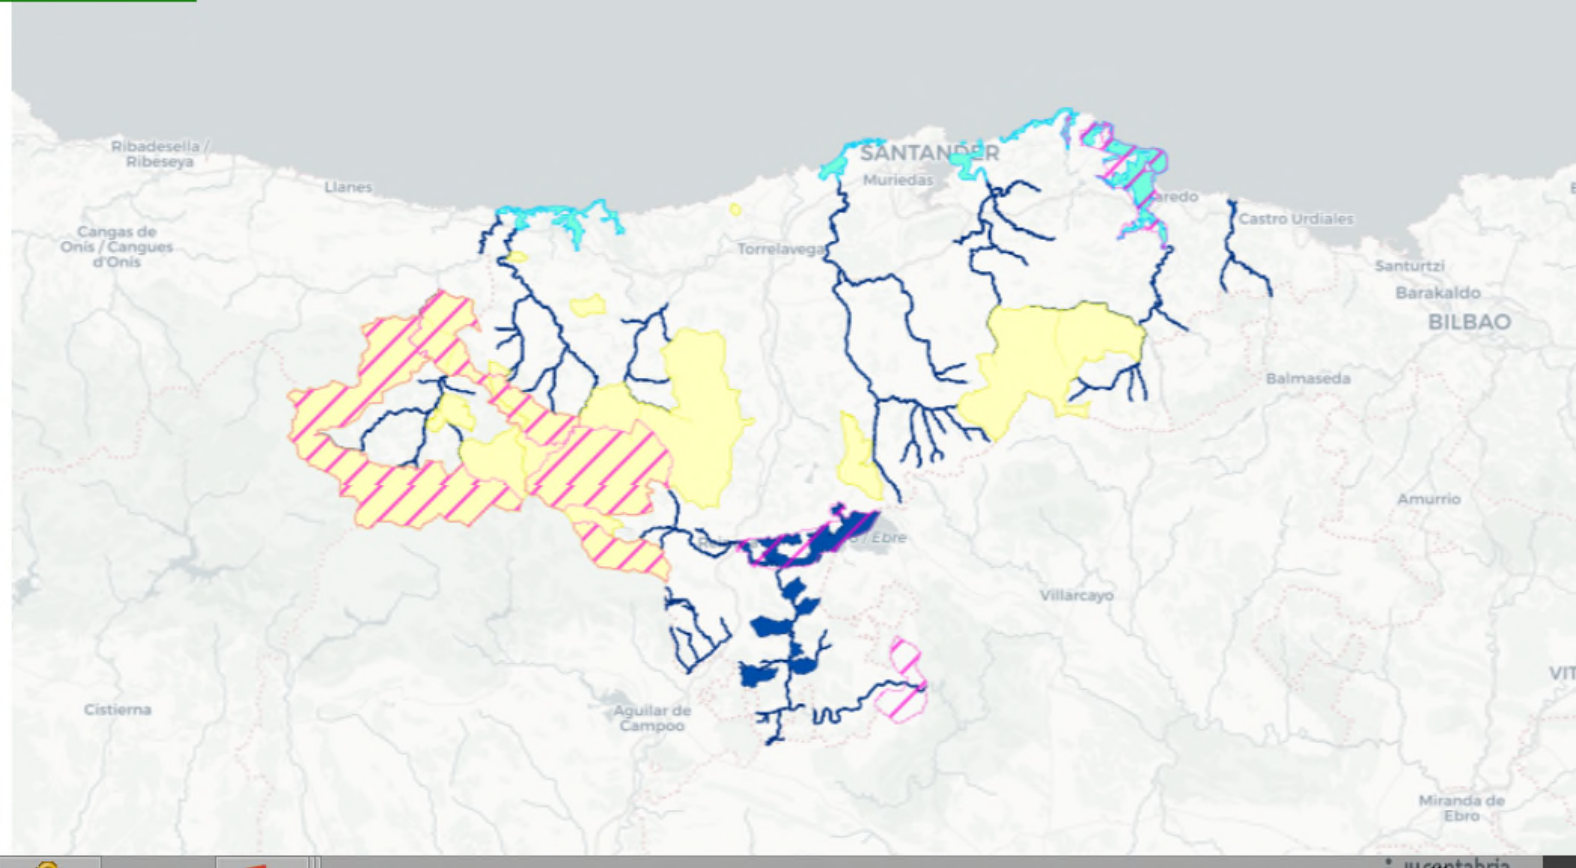 SANTANDER
Ribadesella /
Ribeseya
Muriedas
Llanes
Castro Urdiales
Cangas de
Onís / Cangues
d'Onís
Torrelavega
Santurtzi
Barakaldo
BILBAO
Balmaseda
Amurrio
/ Ebre
Villarcayo
Cistierna
Aguilar de
Campoo
Miranda de
Ebro